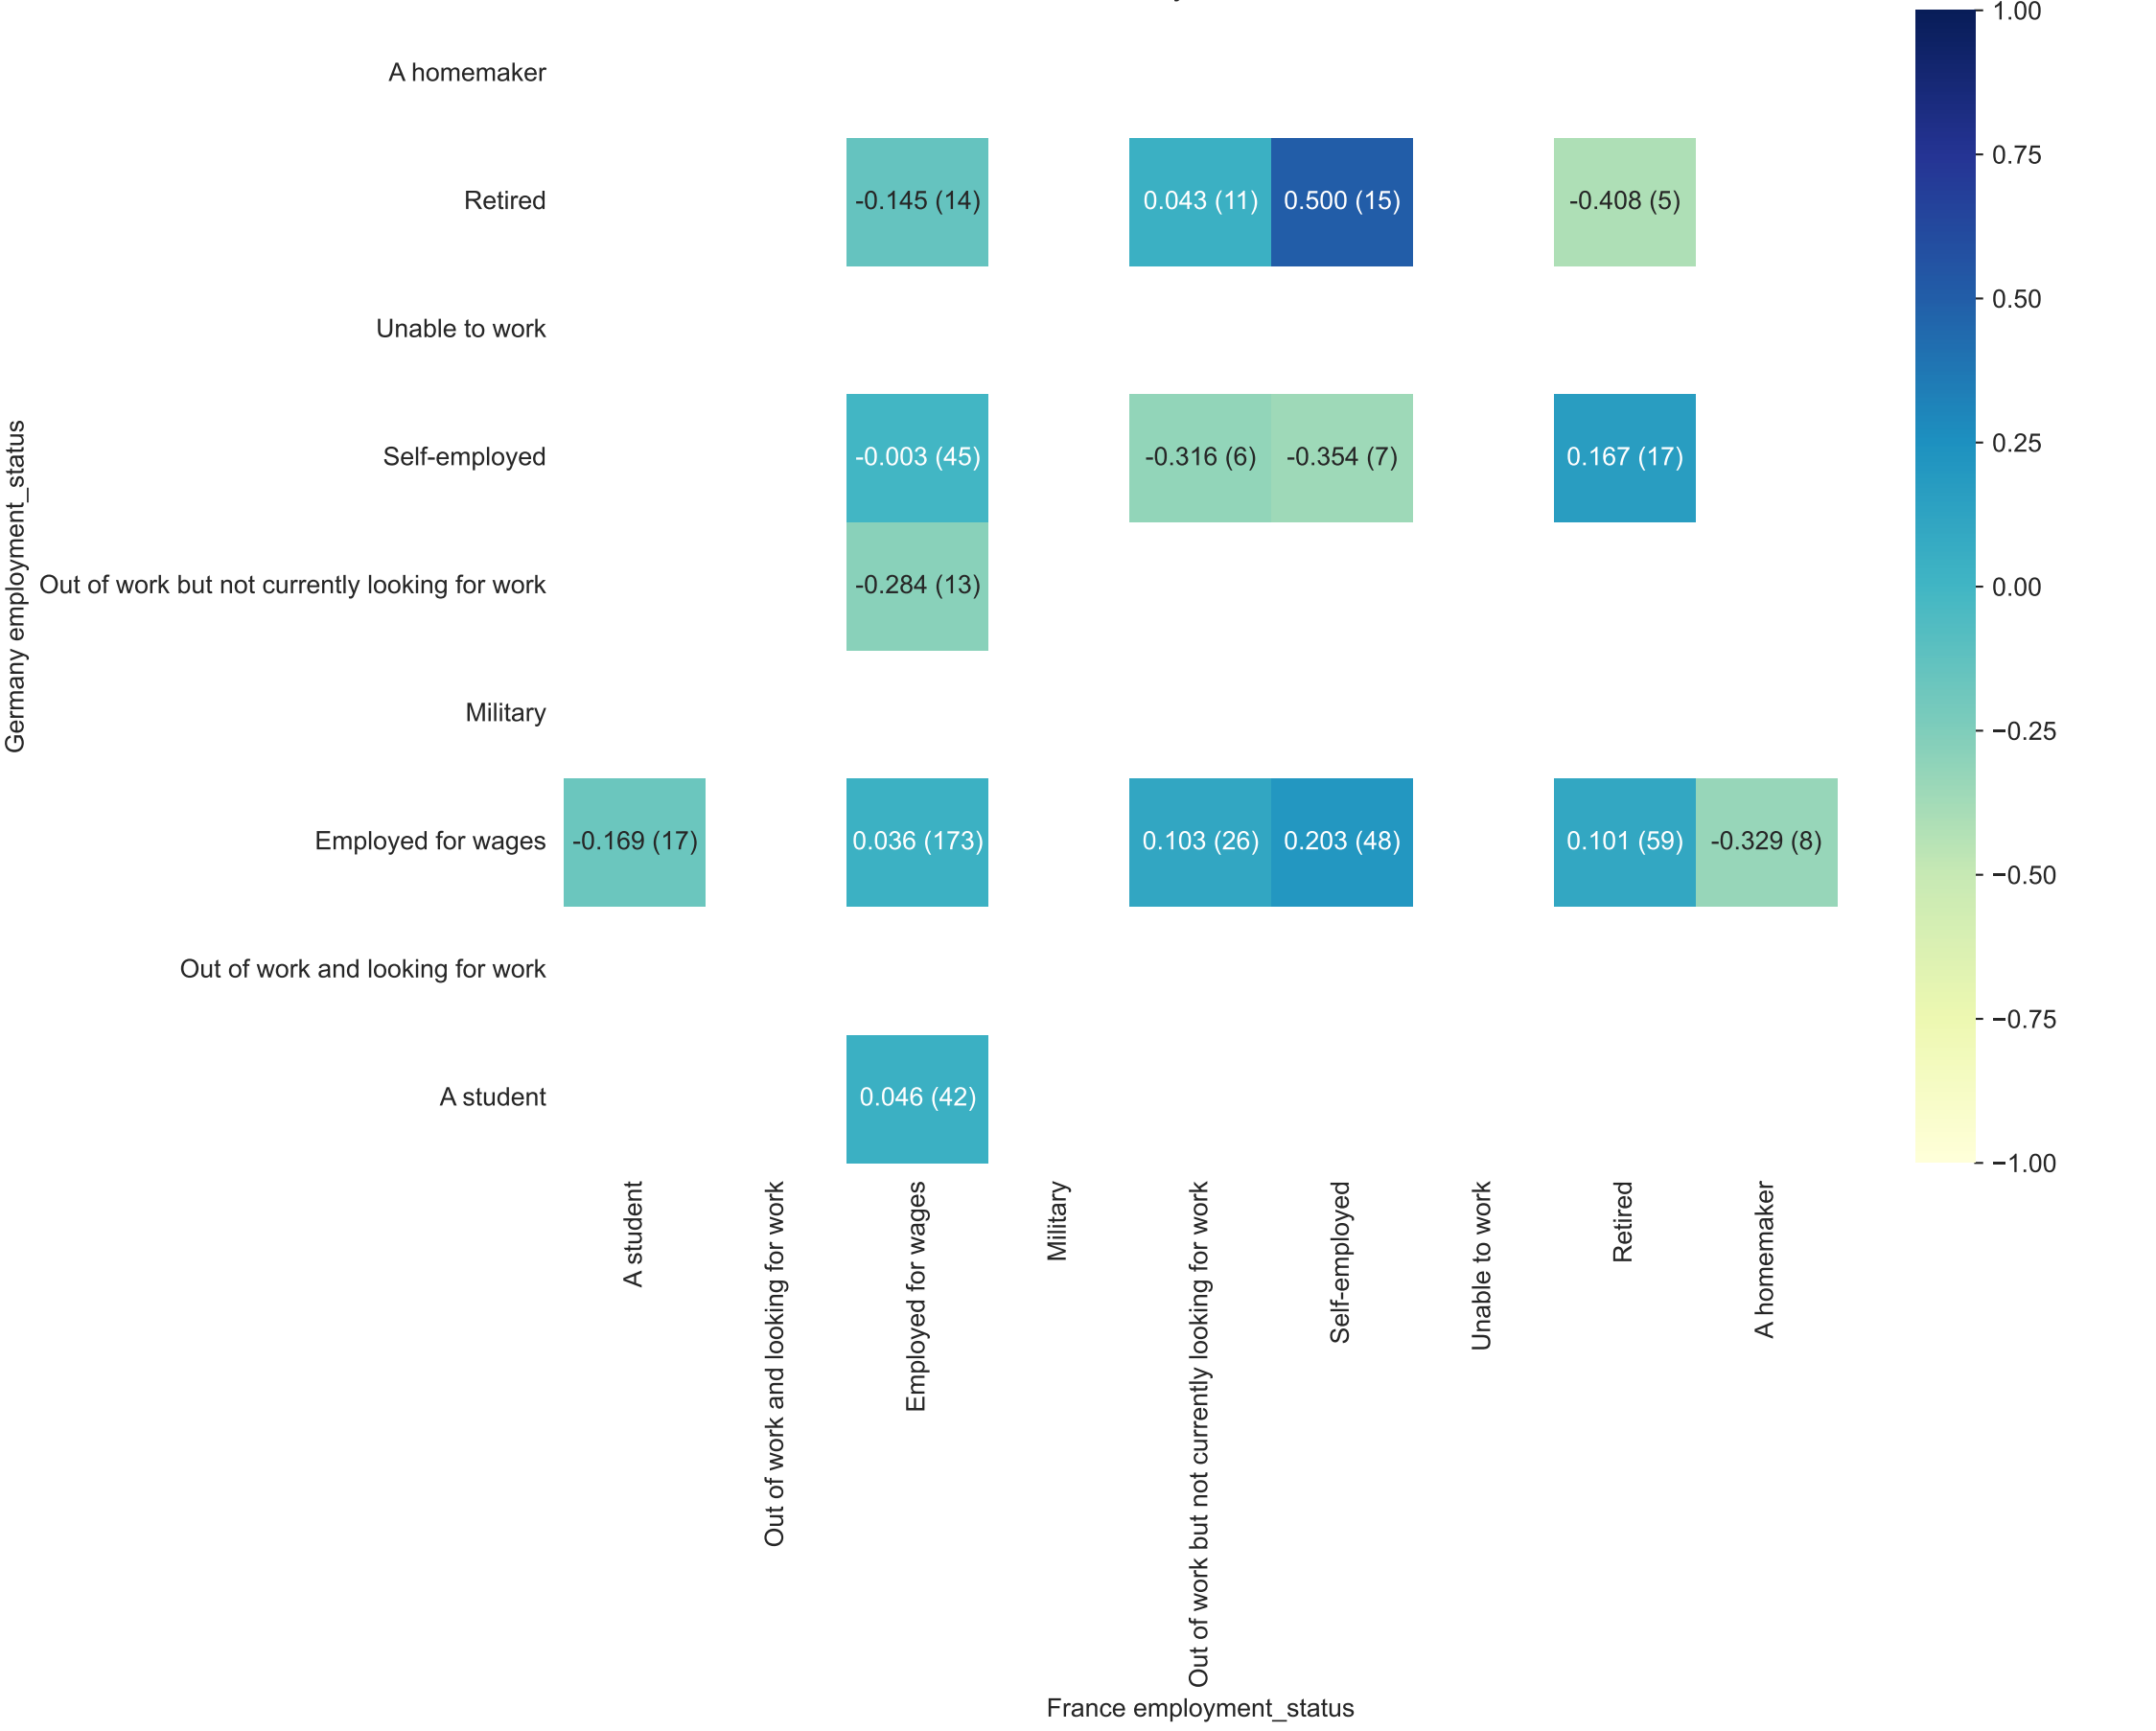 1.00
A homemaker
0.75
Retired
-0.145 (14)
0.043 (11)
0.500 (15)
-0.408 (5)
0.50
Unable to work
Self-employed
-0.003 (45)
-0.316 (6)
-0.354 (7)
0.167 (17)
0.25
Germany employment_status
Out of work but not currently looking for work
-0.284 (13)
0.00
Military
−0.25
Employed for wages
-0.169 (17)
0.036 (173)
0.103 (26)
0.203 (48)
0.101 (59)
-0.329 (8)
−0.50
Out of work and looking for work
−0.75
A student
0.046 (42)
−1.00
A student
Out of work and looking for work
Employed for wages
Military
Out of work but not currently looking for work
Self-employed
Unable to work
Retired
A homemaker
France employment_status